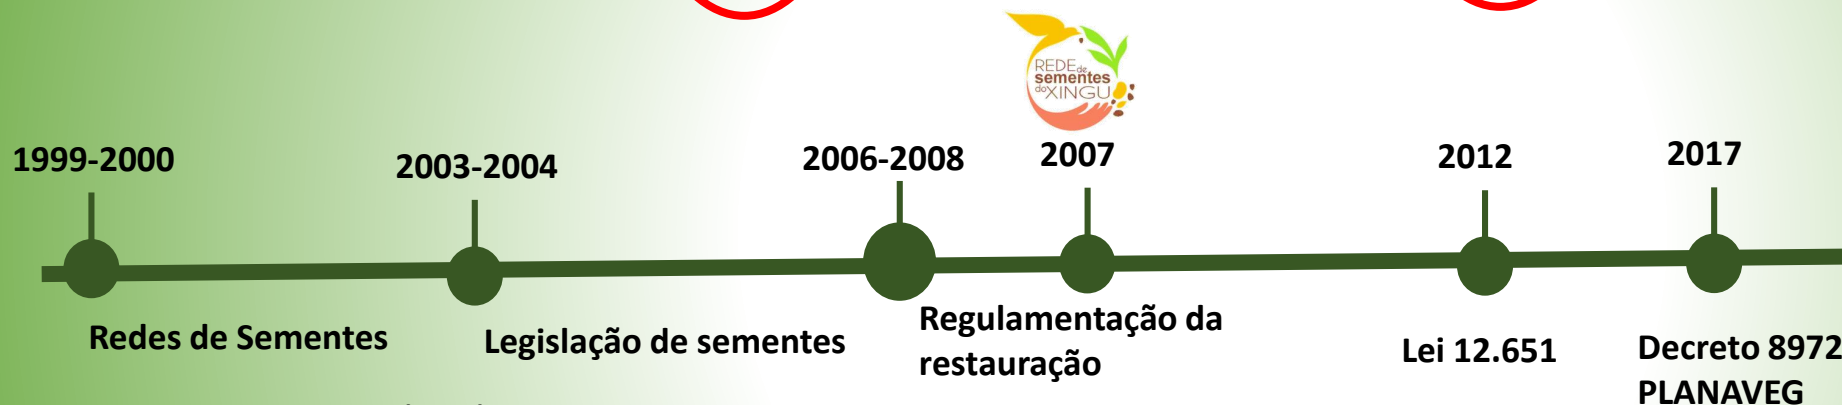 REDE de
sementes
do XINGU
1999-2000
2003-2004
2006-2008
2007
2012
2017
Redes de Sementes
Legislação de sementes
Regulamentação da
restauração
Lei 12.651
Decreto 8972
PLANAVEG